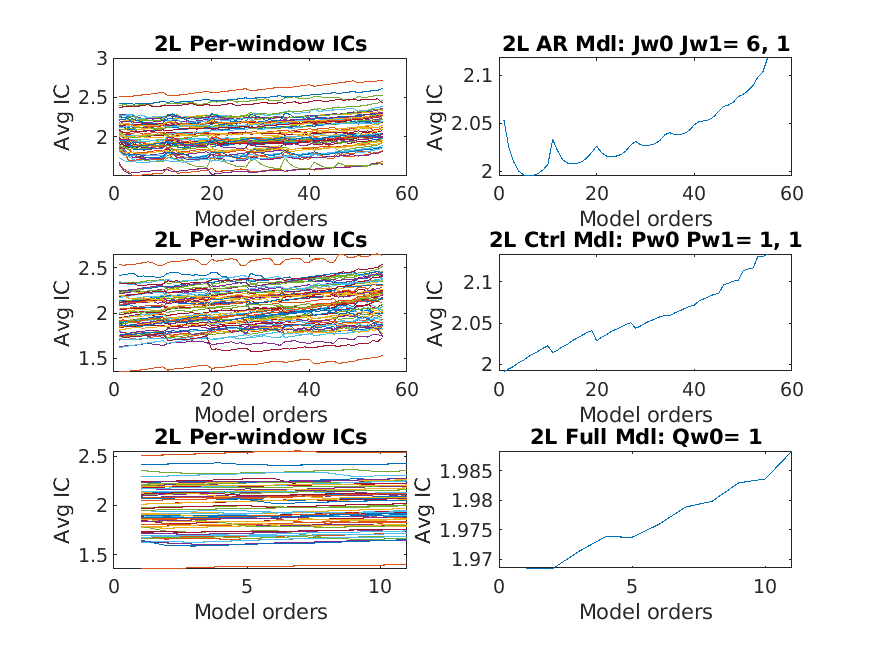 2L Per-window ICs
Avg IC
3
2.5
2
0 20 40 60
Model orders
2L AR Mdl: Jw0 Jw1= 6, 1
Avg IC
2.1
2.05
2
0 20 40 60
Model orders
2L Per-window ICs
Avg IC
2.5
2
1.5
0 20 40 60
Model orders
2L Ctrl Mdl: Pw0 Pw1= 1, 1
Avg IC
2.1
2.05
2
0 20 40 60
Model orders
2L Per-window ICs
Avg IC
2.5
2
1.5
0 5 10
Model orders
2L Full Mdl: Qw0= 1
Avg IC
1.985
1.98
1.975
1.97
0 5 10
Model orders